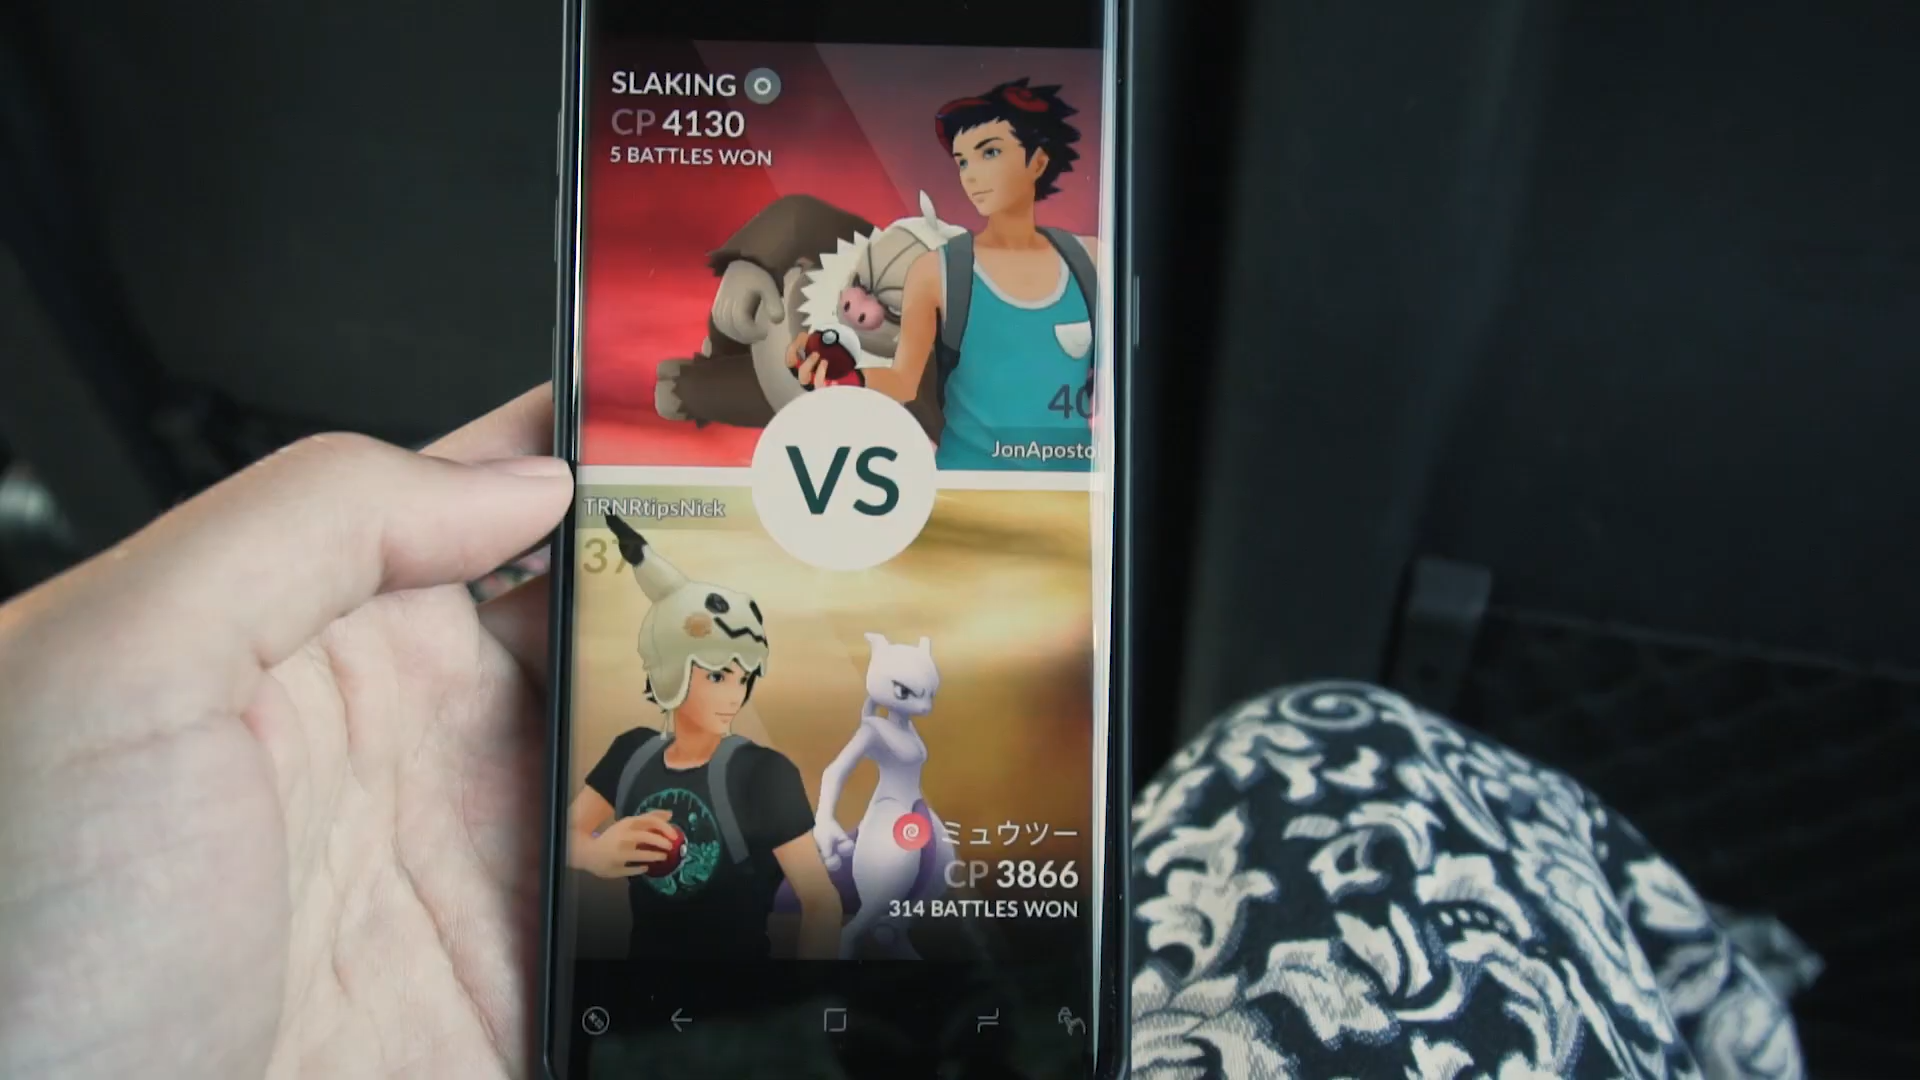 SLAKING
CP 4130
5 BATTLES WON
40
JonAposto
VS
TRNRtipsNick
37
ミュウツー
CP 3866
314 BATTLES WON